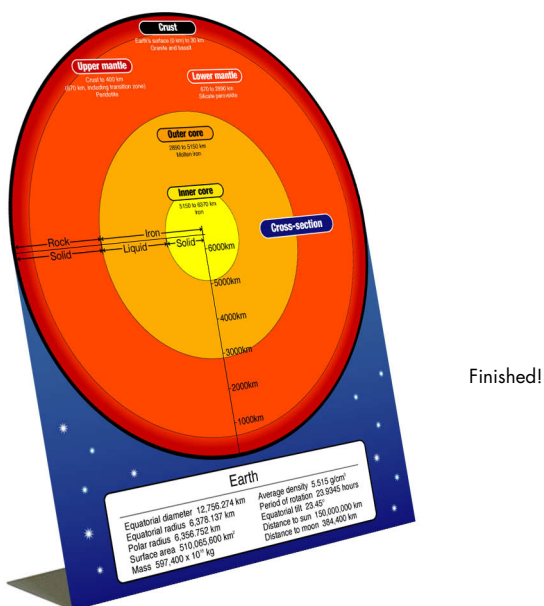 Crust
Earth's surface (0 km) to 30 km
Granite and basalt
Upper mantle
Crust to 400 km
(670 km, including transition zone)
Peridotite
Lower mantle
670 to 2890 km
Silicate perovskite
Outer core
2890 to 5150 km
Molten iron
Inner core
5150 to 6370 km
Iron
Cross-section
Rock
Iron
Solid
Liquid
Solid
6000km
5000km
4000km
3000km
2000km
1000km
Finished!
Earth
Equatorial diameter 12,756.274 km
Equatorial radius 6,378.137 km
Polar radius 6,356.752 km
Surface area 510,065,600 km²
Mass 597,400 x 10¹⁹ kg
Average density 5.515 g/cm³
Period of rotation 23.9345 hours
Equatorial tilt 23.45°
Distance to sun 150,000,000 km
Distance to moon 384,400 km